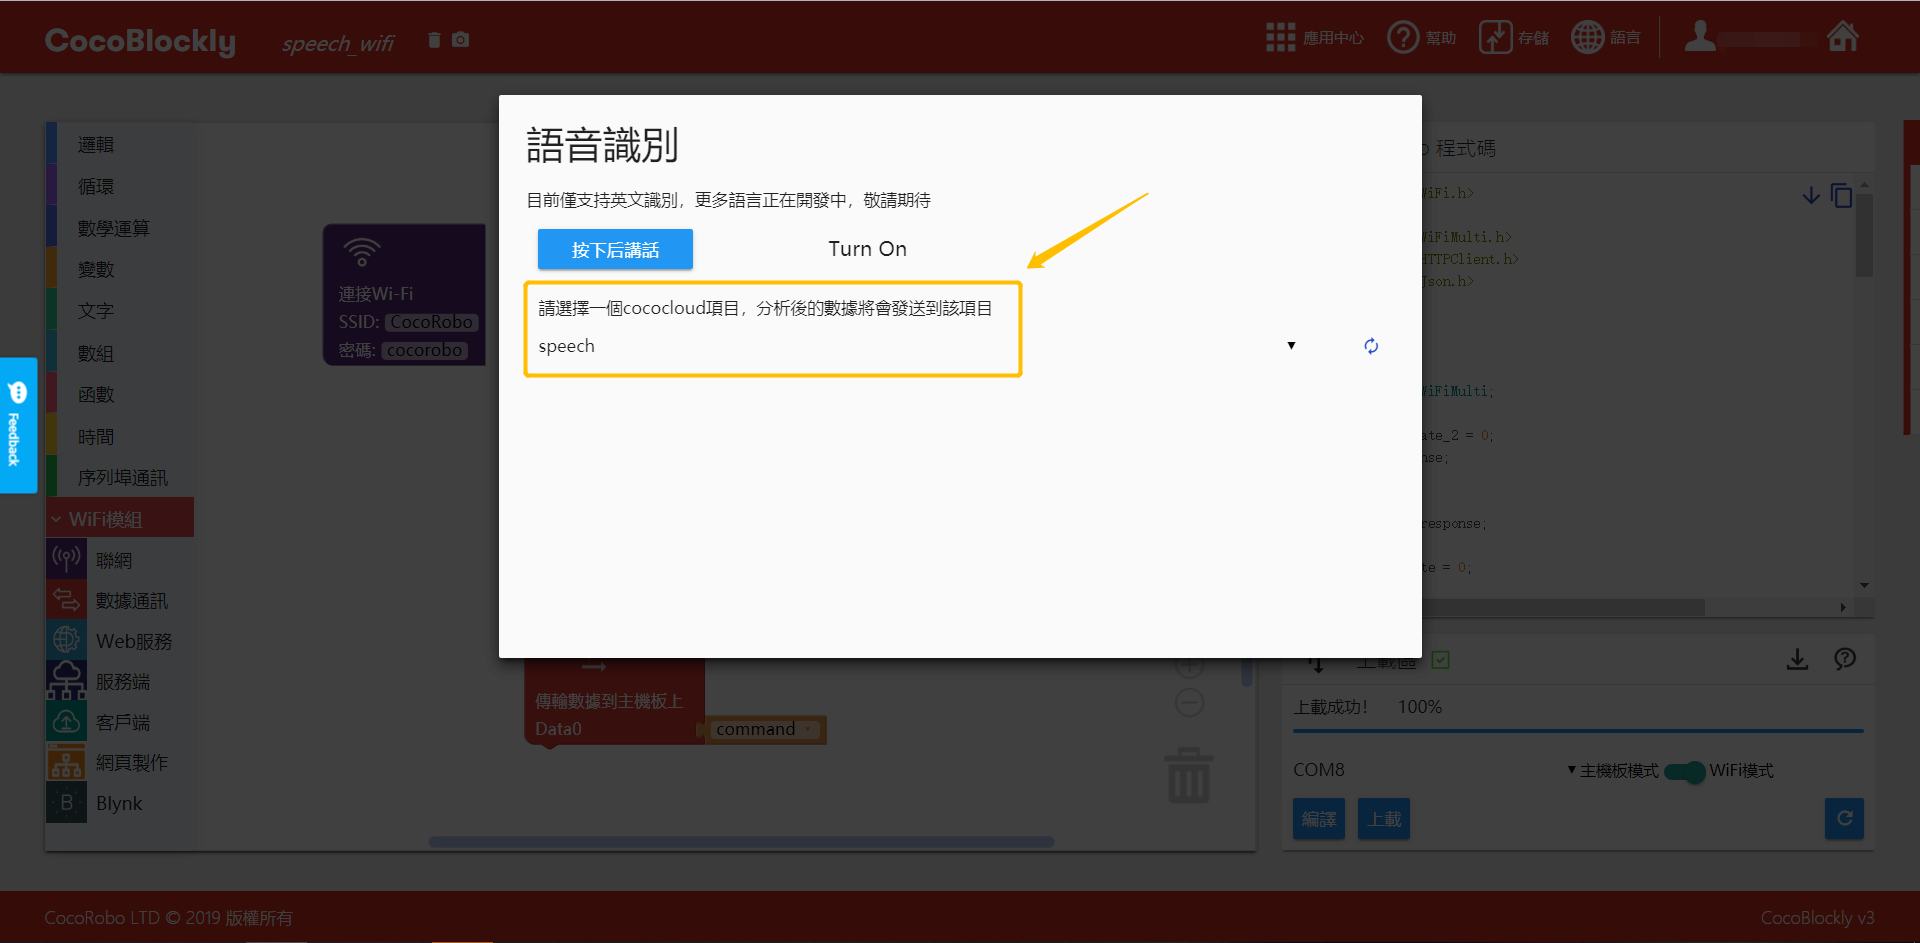 CocoBlockly
speech_wifi
應用中心
幫助
存儲
語言
邏輯
循環
數學運算
變數
文字
數組
函數
時間
序列埠通訊
WiFi模組
聯網
數據通訊
Web服務
服務端
客戶端
網頁製作
Blynk
Feedback
連接Wi-Fi
SSID: CocoRobo
密碼: cocorobo
語音識別
目前僅支持英文識別，更多語言正在開發中，敬請期待
按下后講話
Turn On
請選擇一個cococloud項目，分析後的數據將會發送到該項目
speech
傳輸數據到主機板上
Data0 command
程式碼
WiFi.h>
WiFiMulti.h>
HTTPClient.h>
Json.h>
WiFiMulti;
ate_2 = 0;
nse;
response;
te = 0;
上載區
上載成功! 100%
COM8
主機板模式
WiFi模式
編譯
上載
CocoRobo LTD © 2019 版權所有
CocoBlockly v3